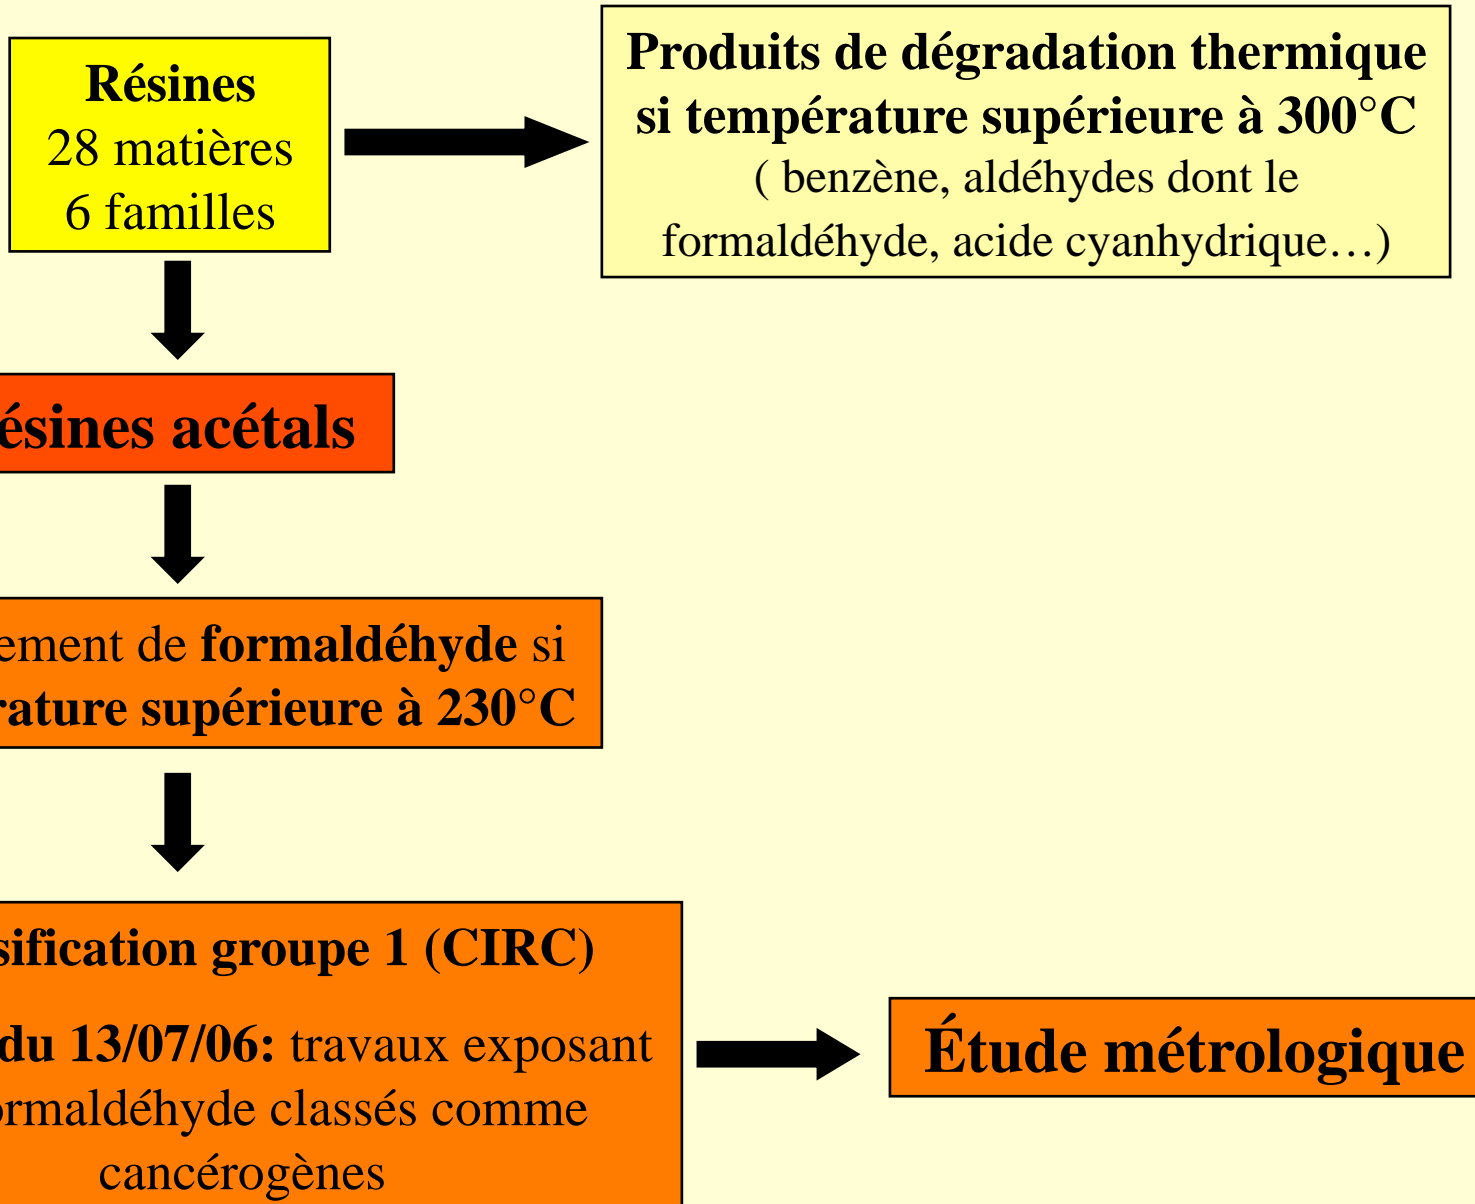 Résines
28 matières
6 familles
Produits de dégradation thermique
si température supérieure à 300°C
( benzène, aldéhydes dont le
formaldéhyde, acide cyanhydrique…)
ésines acétals
ement de formaldéhyde si
rature supérieure à 230°C
sification groupe 1 (CIRC)
du 13/07/06: travaux exposant
ormaldéhyde classés comme
cancérogènes
Étude métrologique